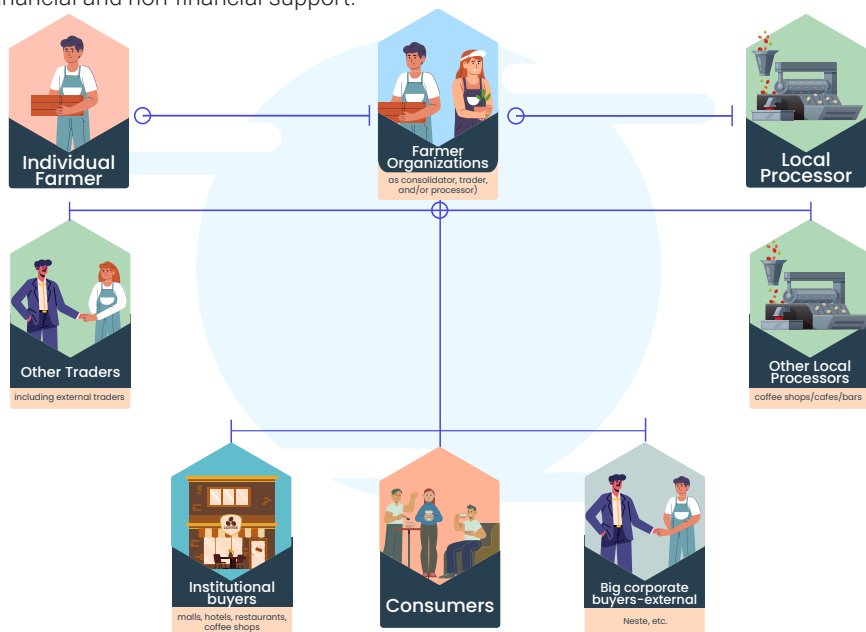 financial and non-financial support.
Individual
Farmer
Farmer
Organizations
as consolidator, trader,
and/or processor)
Local
Processor
Other Traders
including external traders
Other Local
Processors
coffee shops/cafes/bars
COFFEE
Institutional
buyers
malls, hotels, restaurants,
coffee shops
Consumers
Big corporate
buyers-external
Neste, etc.